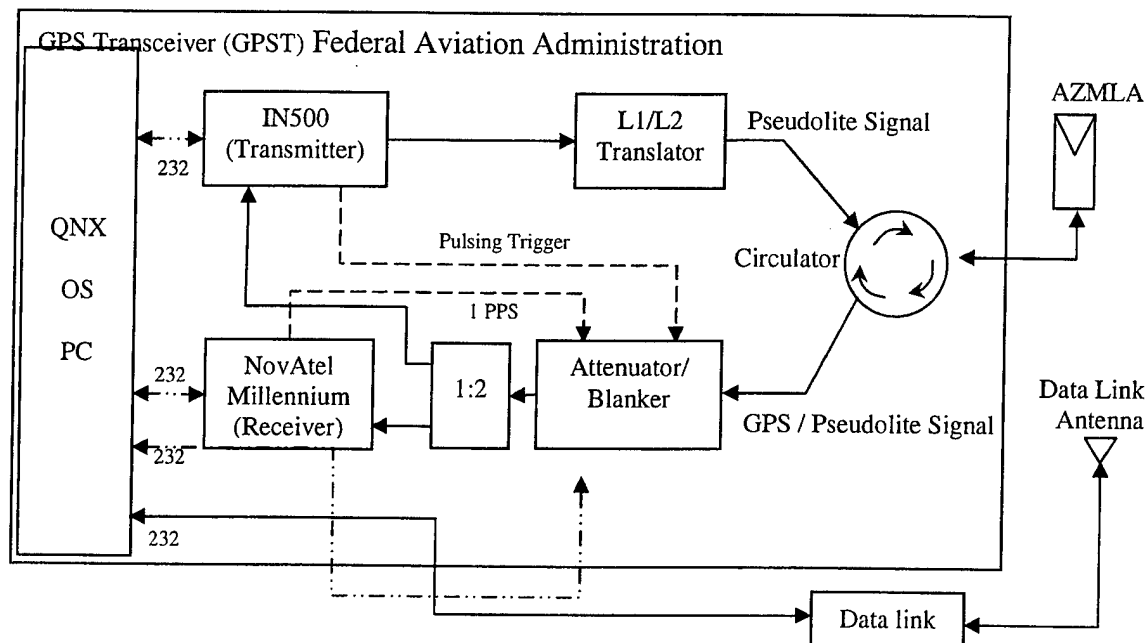 GPS Transceiver (GPST) Federal Aviation Administration
AZMLA
IN500
(Transmitter)
L1/L2
Translator
Pseudolite Signal
232
QNX
OS
PC
Pulsing Trigger
Circulator
1 PPS
NovAtel
Millennium
(Receiver)
232
232
1:2
Attenuator/
Blanker
GPS / Pseudolite Signal
Data Link
Antenna
232
Data link